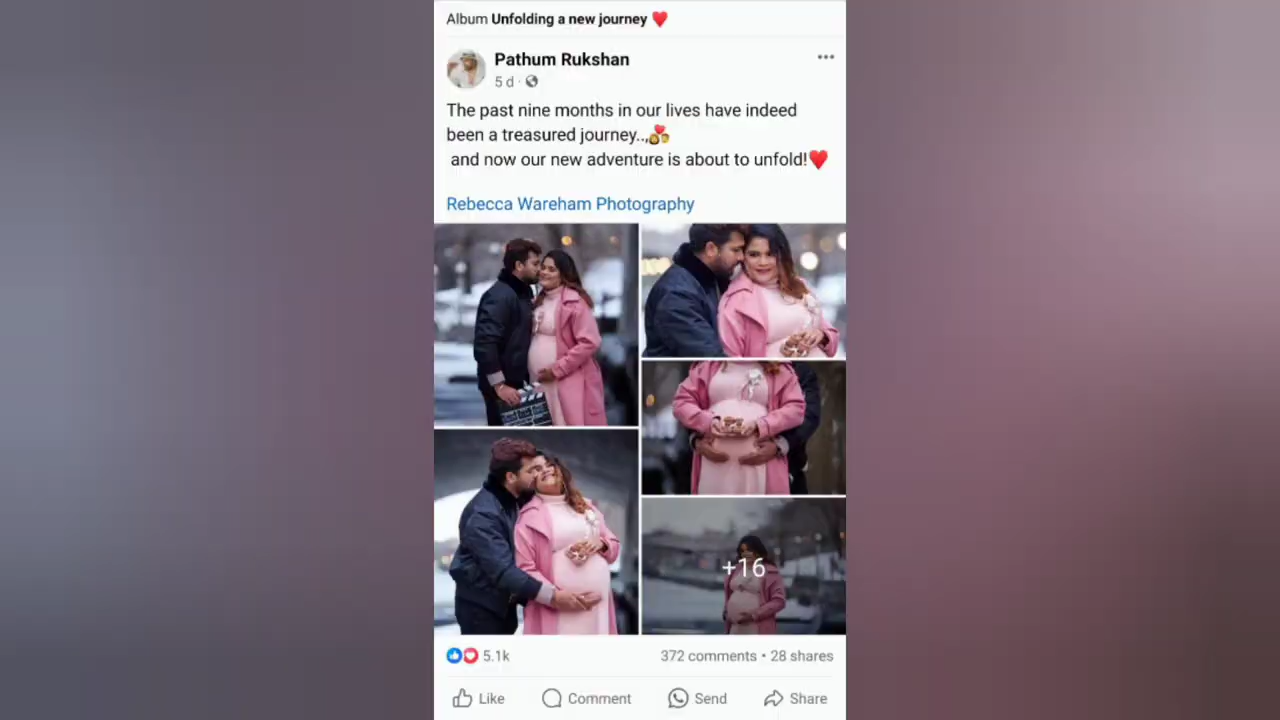 Album Unfolding a new journey ❤️
Pathum Rukshan
5 d ·
The past nine months in our lives have indeed
been a treasured journey..,💑
and now our new adventure is about to unfold!❤️
Rebecca Wareham Photography
+16
5.1k
372 comments • 28 shares
Like Comment Send Share